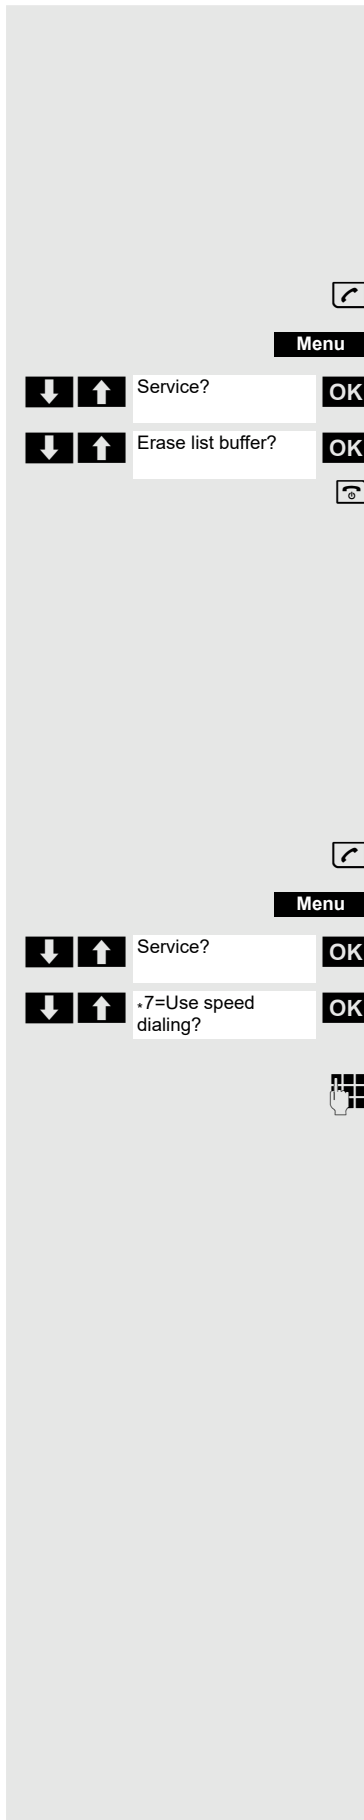 Menu
Service? OK
Erase list buffer? OK
Menu
Service? OK
*7=Use speed OK
dialing?